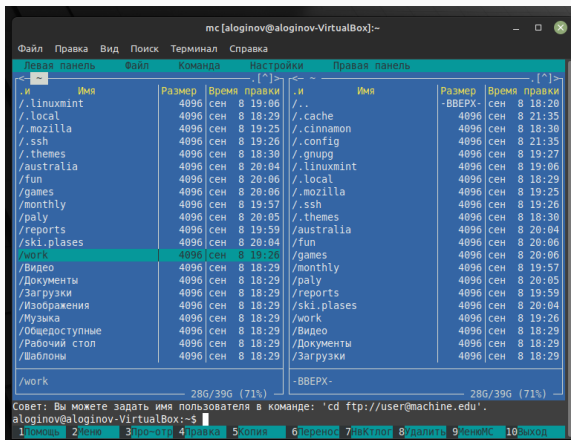 mc [aloginov@aloginov-VirtualBox]:~
Файл Правка Вид Поиск Терминал Справка
Левая панель Файл Команда Настройки Правая панель
<— ~ .[^]> <— ~ .[^]>
.и Имя Размер Время правки .и Имя Размер Время правки
/.linuxmint 4096 сен 8 19:06 /.. -ВВЕРХ- сен 8 18:20
/.local 4096 сен 8 18:29 /.cache 4096 сен 8 21:35
/.mozilla 4096 сен 8 19:25 /.cinnamon 4096 сен 8 18:30
/.ssh 4096 сен 8 19:26 /.config 4096 сен 8 21:35
/.themes 4096 сен 8 18:30 /.gnupg 4096 сен 8 19:27
/australia 4096 сен 8 20:04 /.linuxmint 4096 сен 8 19:06
/fun 4096 сен 8 20:06 /.local 4096 сен 8 18:29
/games 4096 сен 8 20:06 /.mozilla 4096 сен 8 19:25
/monthly 4096 сен 8 19:57 /.ssh 4096 сен 8 19:26
/paly 4096 сен 8 20:05 /.themes 4096 сен 8 18:30
/reports 4096 сен 8 19:59 /australia 4096 сен 8 20:04
/ski.plases 4096 сен 8 20:04 /fun 4096 сен 8 20:06
/work 4096 сен 8 19:26 /games 4096 сен 8 20:06
/Видео 4096 сен 8 18:29 /monthly 4096 сен 8 19:57
/Документы 4096 сен 8 18:29 /paly 4096 сен 8 20:05
/Загрузки 4096 сен 8 18:29 /reports 4096 сен 8 19:59
/Изображения 4096 сен 8 18:29 /ski.plases 4096 сен 8 20:04
/Музыка 4096 сен 8 18:29 /work 4096 сен 8 19:26
/Общедоступные 4096 сен 8 18:29 /Видео 4096 сен 8 18:29
/Рабочий стол 4096 сен 8 18:29 /Документы 4096 сен 8 18:29
/Шаблоны 4096 сен 8 18:29 /Загрузки 4096 сен 8 18:29
/work -ВВЕРХ-
28G/39G (71%) 28G/39G (71%)
Совет: Вы можете задать имя пользователя в команде: 'cd ftp://user@machine.edu'.
aloginov@aloginov-VirtualBox:~$
1Помощь 2Меню 3Про~отр 4Правка 5Копия 6Перенос 7НвКтлог 8Удалить 9МенюМС 10Выход